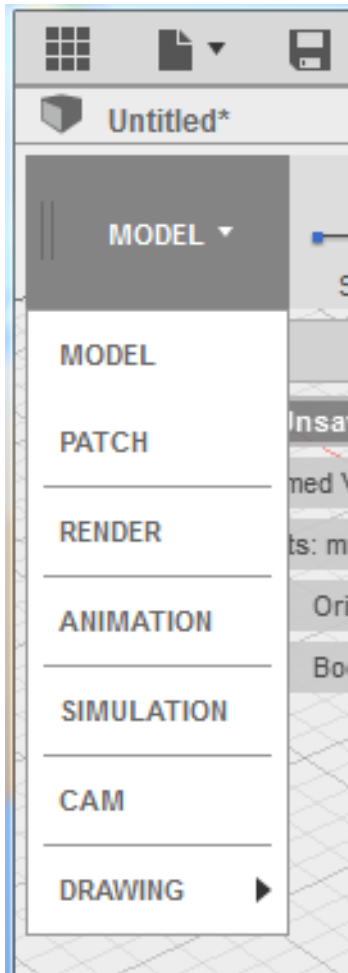 Untitled*
MODEL
S
MODEL
PATCH
RENDER
ANIMATION
SIMULATION
CAM
DRAWING